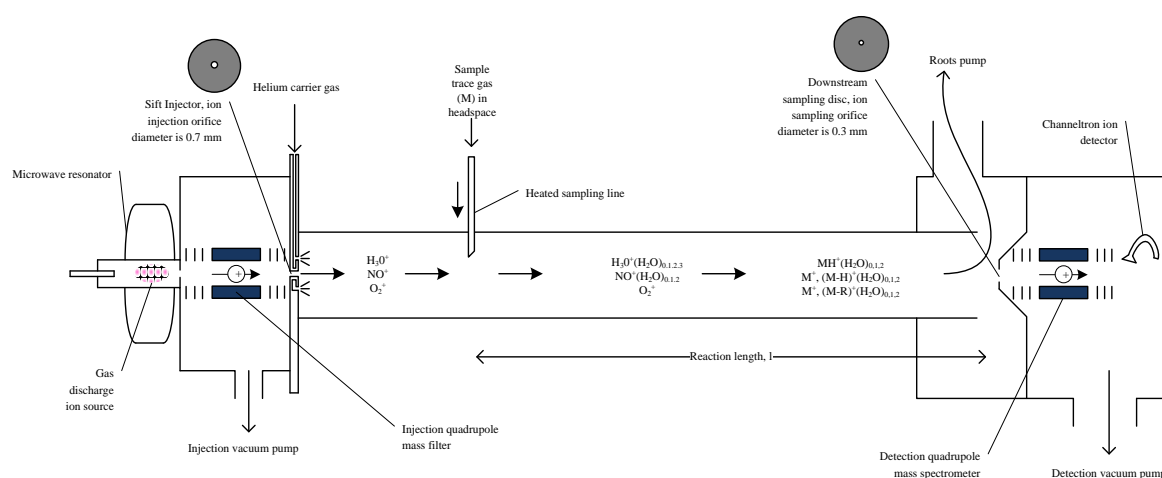 Sift Injector, ion
injection orifice
diameter is 0.7 mm
Helium carrier gas
Sample
trace gas
(M) in
headspace
Downstream
sampling disc, ion
sampling orifice
diameter is 0.3 mm
Roots pump
Channeltron ion
detector
Microwave resonator
Heated sampling line
+
H₃0⁺
NO⁺
O₂⁺
H₃0⁺(H₂O)₀.₁.₂.₃
NO⁺(H₂O)₀.₁.₂
O₂⁺
MH⁺(H₂O)₀,₁,₂
M⁺, (M-H)⁺(H₂O)₀,₁,₂
M⁺, (M-R)⁺(H₂O)₀,₁,₂
+
Reaction length, l
Gas
discharge
ion source
Injection vacuum pump
Injection quadrupole
mass filter
Detection quadrupole
mass spectrometer
Detection vacuum pump